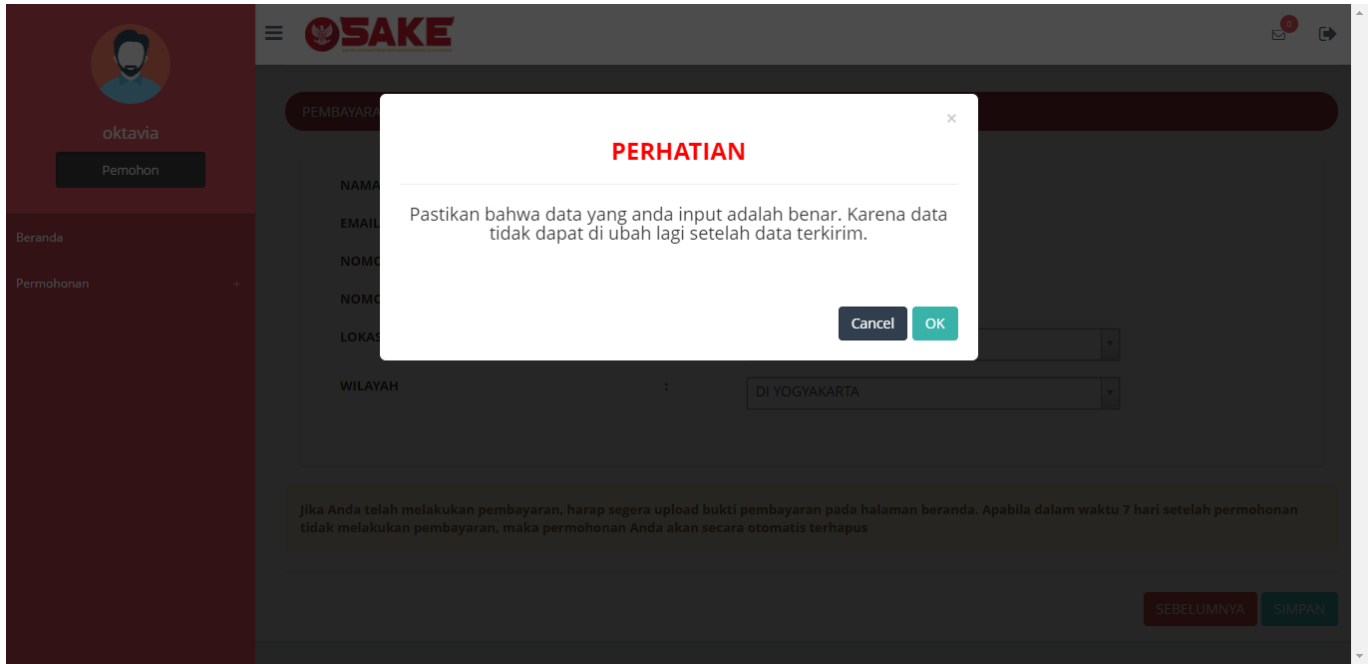 SAKE
0
oktavia
Pemohon
Beranda
Permohonan +
PEMBAYARA
PERHATIAN
Pastikan bahwa data yang anda input adalah benar. Karena data
tidak dapat di ubah lagi setelah data terkirim.
Cancel OK
NAMA
EMAIL
NOMO
NOMO
LOKAS
WILAYAH : DI YOGYAKARTA
Jika Anda telah melakukan pembayaran, harap segera upload bukti pembayaran pada halaman beranda. Apabila dalam waktu 7 hari setelah permohonan
tidak melakukan pembayaran, maka permohonan Anda akan secara otomatis terhapus
SEBELUMNYA SIMPAN